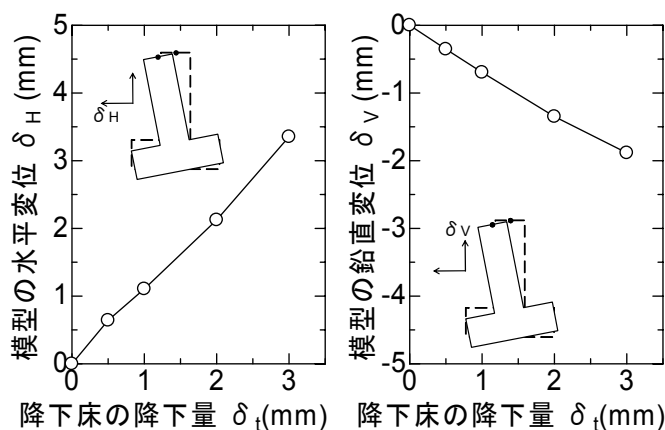 模型の水平変位 δH (mm)
5
4
3
2
1
0
δH
0 1 2 3
降下床の降下量 δt(mm)
模型の鉛直変位 δV (mm)
0
-1
-2
-3
-4
-5
δV
0 1 2 3
降下床の降下量 δt(mm)